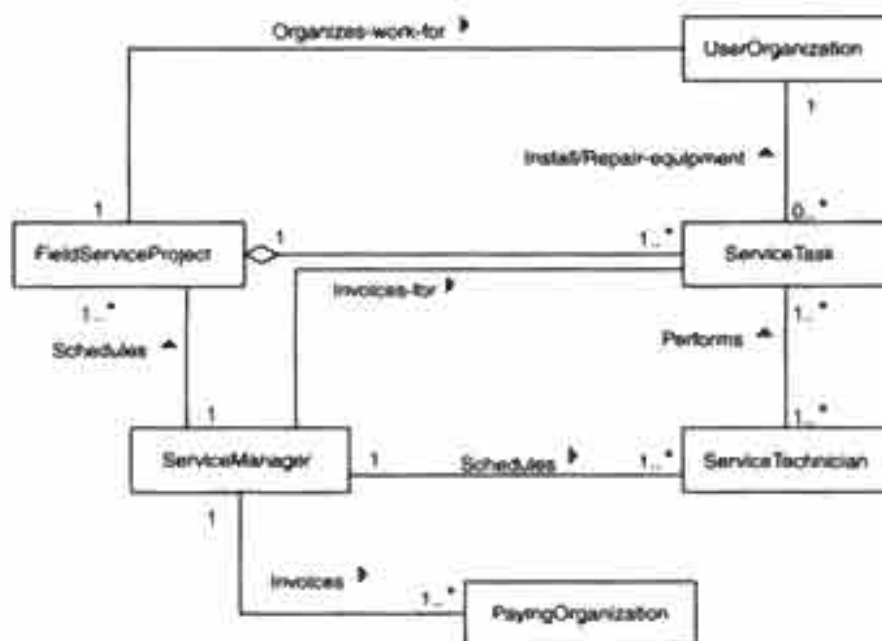 Organizes-work-for
UserOrganization
1
Install/Repair-equipment
1
0..*
FieldServiceProject
1
1..*
ServiceTask
Invoices-for
1..*
1..*
Schedules
Performs
1
1..*
ServiceManager
1
Schedules
1..*
ServiceTechnician
1
Invoices
1..*
PayingOrganization